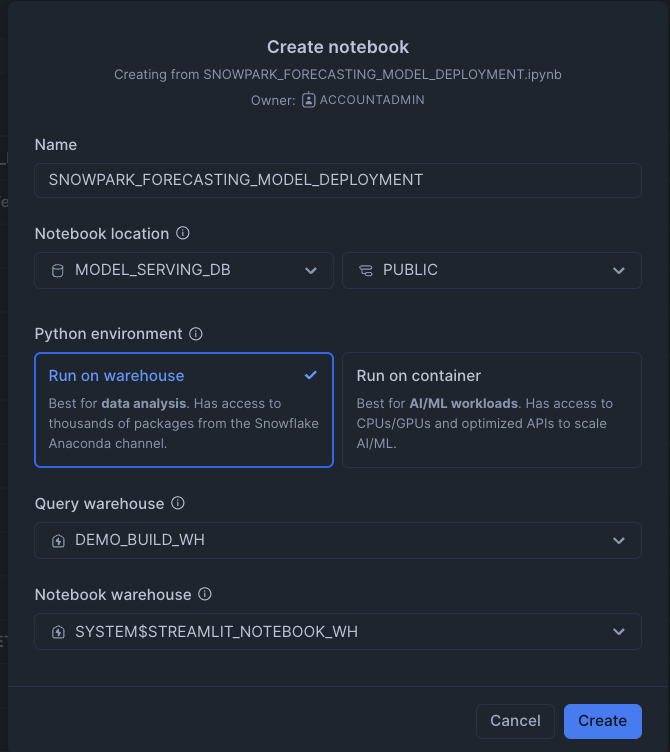 Create notebook
Creating from SNOWPARK_FORECASTING_MODEL_DEPLOYMENT.ipynb
Owner: ACCOUNTADMIN
Name
SNOWPARK_FORECASTING_MODEL_DEPLOYMENT
Notebook location
MODEL_SERVING_DB
PUBLIC
Python environment
Run on warehouse
Best for data analysis. Has access to
thousands of packages from the Snowflake
Anaconda channel.
Run on container
Best for AI/ML workloads. Has access to
CPUs/GPUs and optimized APIs to scale
AI/ML.
Query warehouse
DEMO_BUILD_WH
Notebook warehouse
SYSTEM$STREAMLIT_NOTEBOOK_WH
Cancel
Create